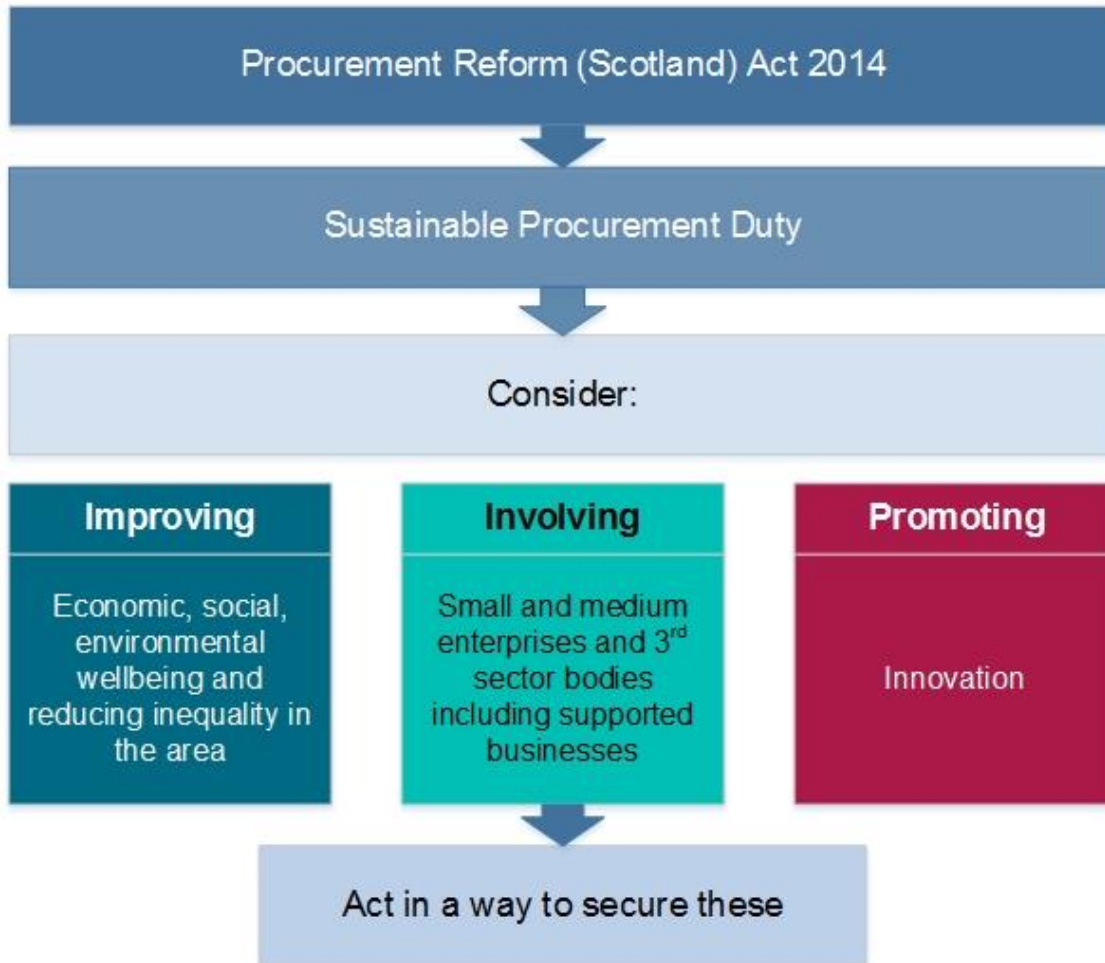 Procurement Reform (Scotland) Act 2014
Sustainable Procurement Duty
Consider:
Improving
Economic, social,
environmental
wellbeing and
reducing inequality in
the area
Involving
Small and medium
enterprises and 3rd
sector bodies
including supported
businesses
Promoting
Innovation
Act in a way to secure these